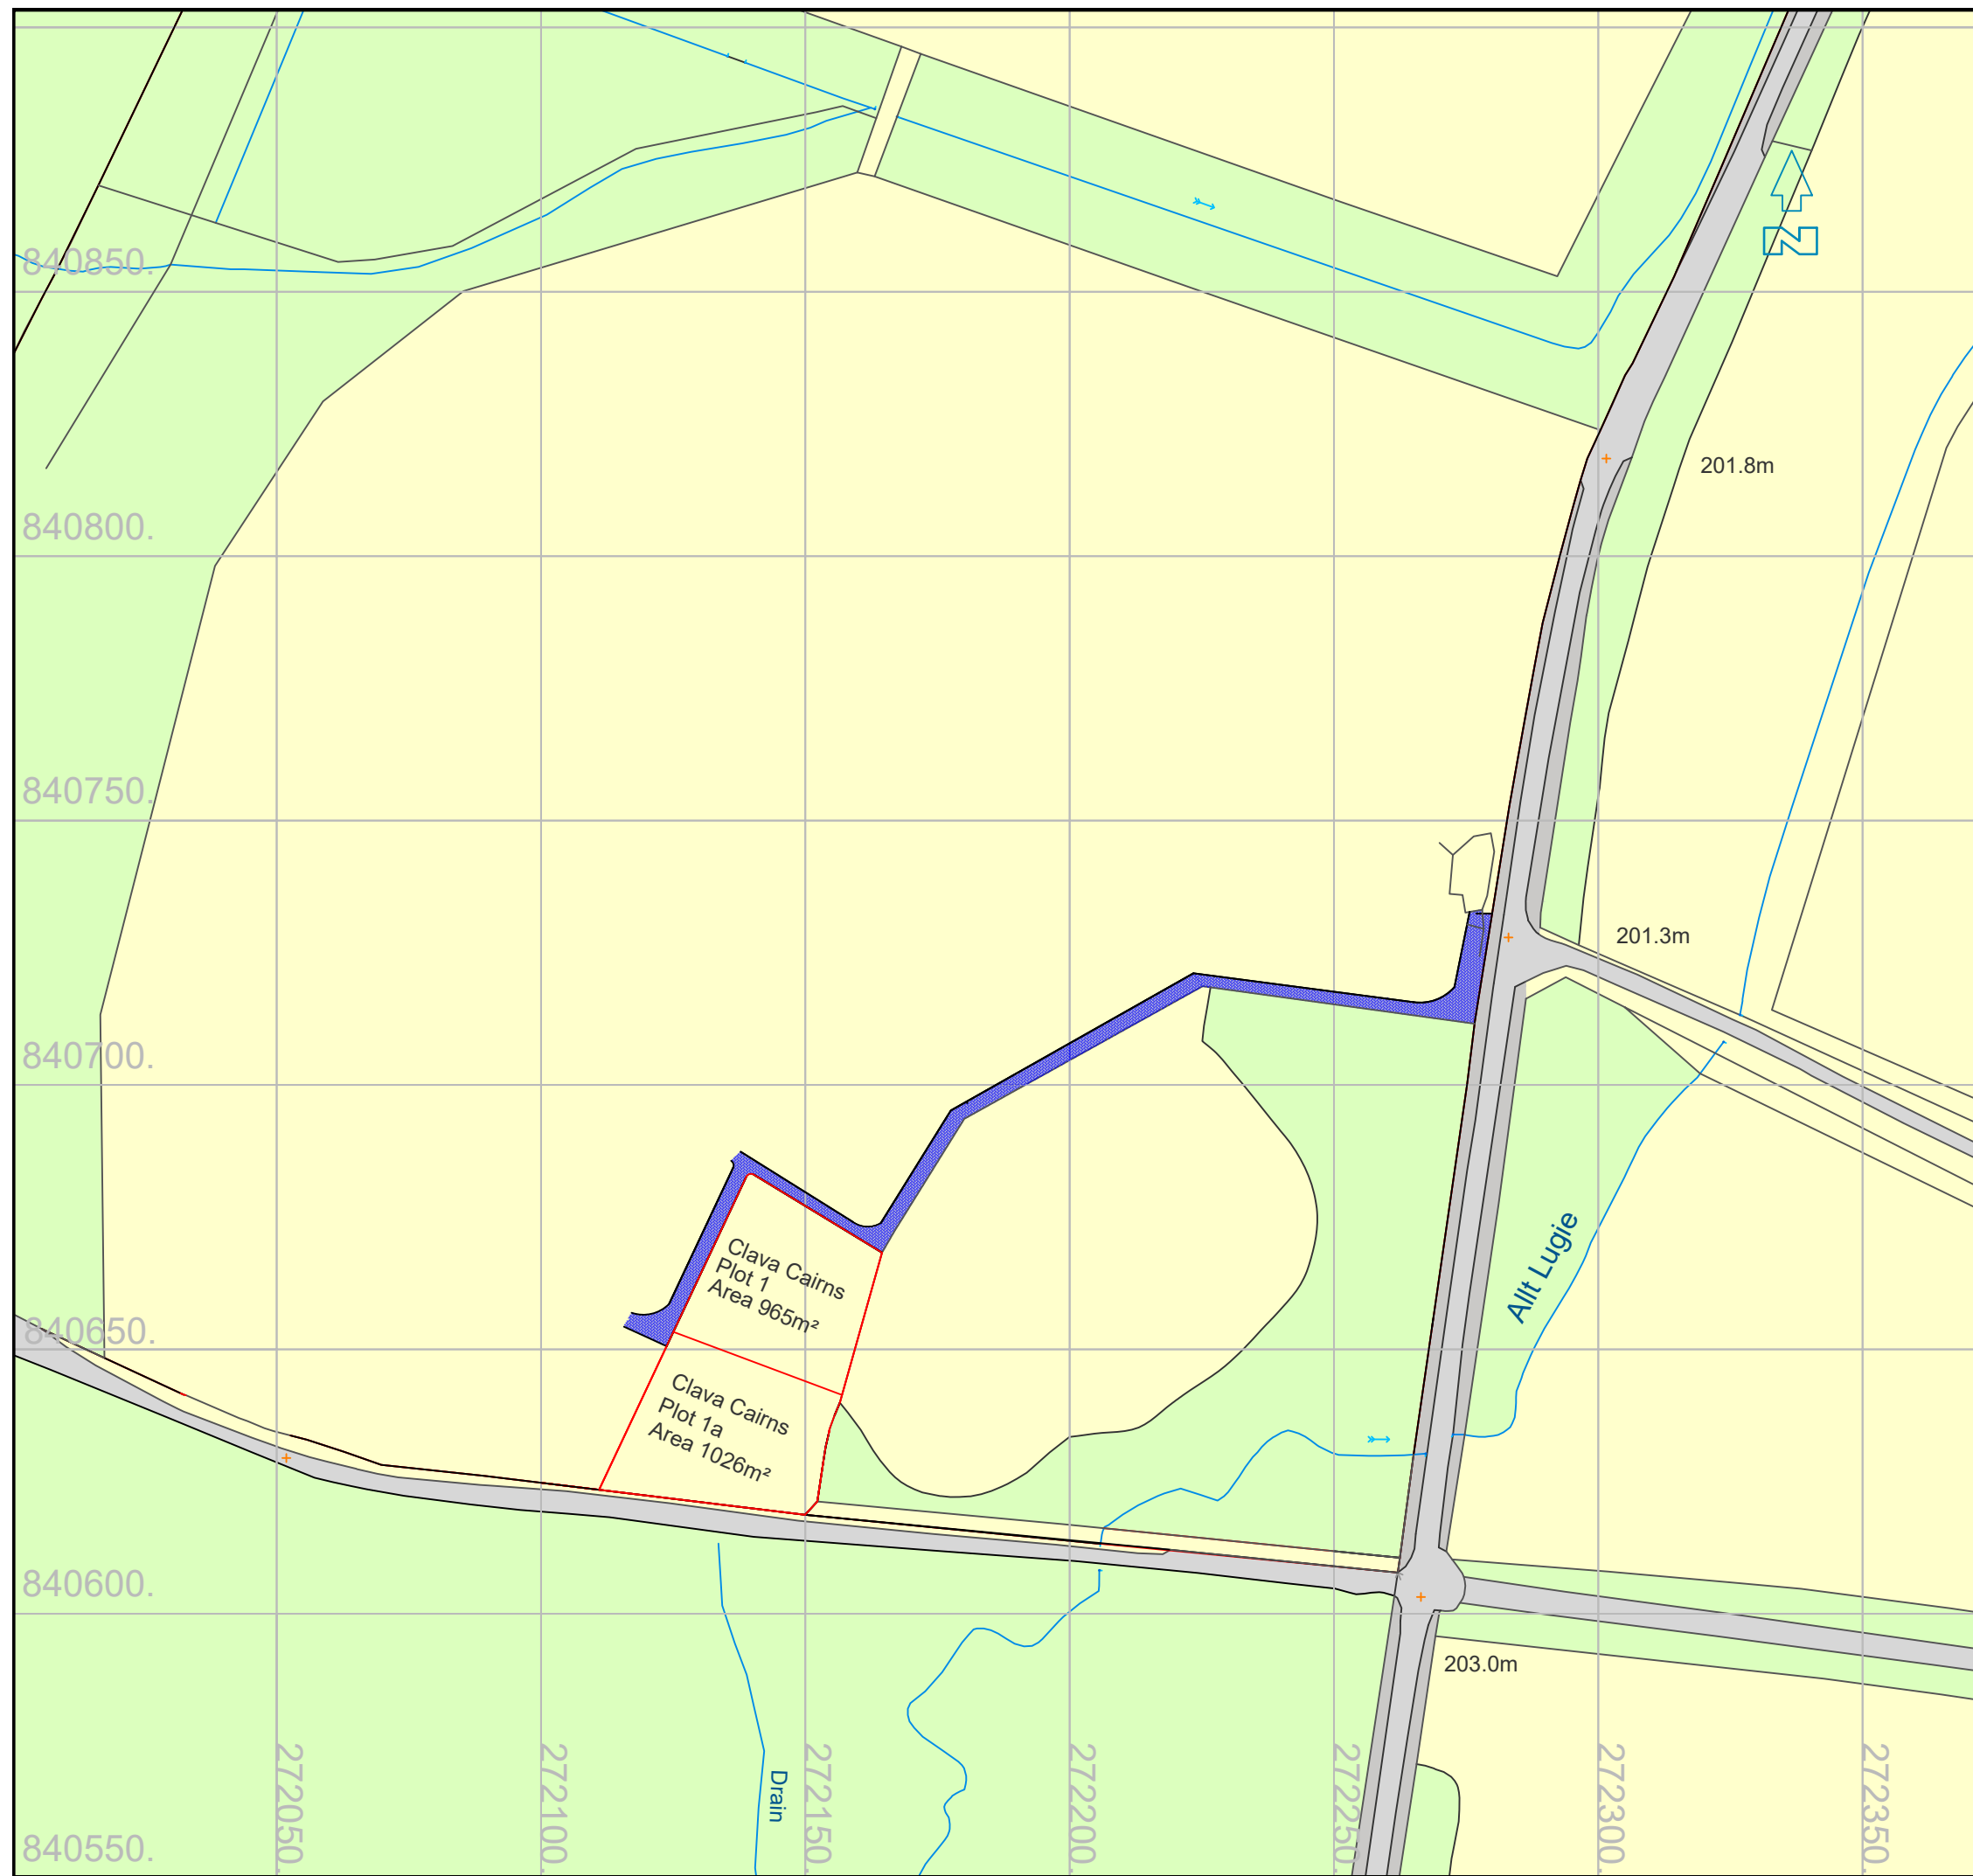 N
840850.
201.8m
840800.
840750.
201.3m
840700.
Clava Cairns
Plot 1
Area 965m²
Allt Lugie
840650.
Clava Cairns
Plot 1a
Area 1026m²
840600.
203.0m
272050.
272100.
Drain
272150.
272200.
272250.
272300.
272350.
840550.